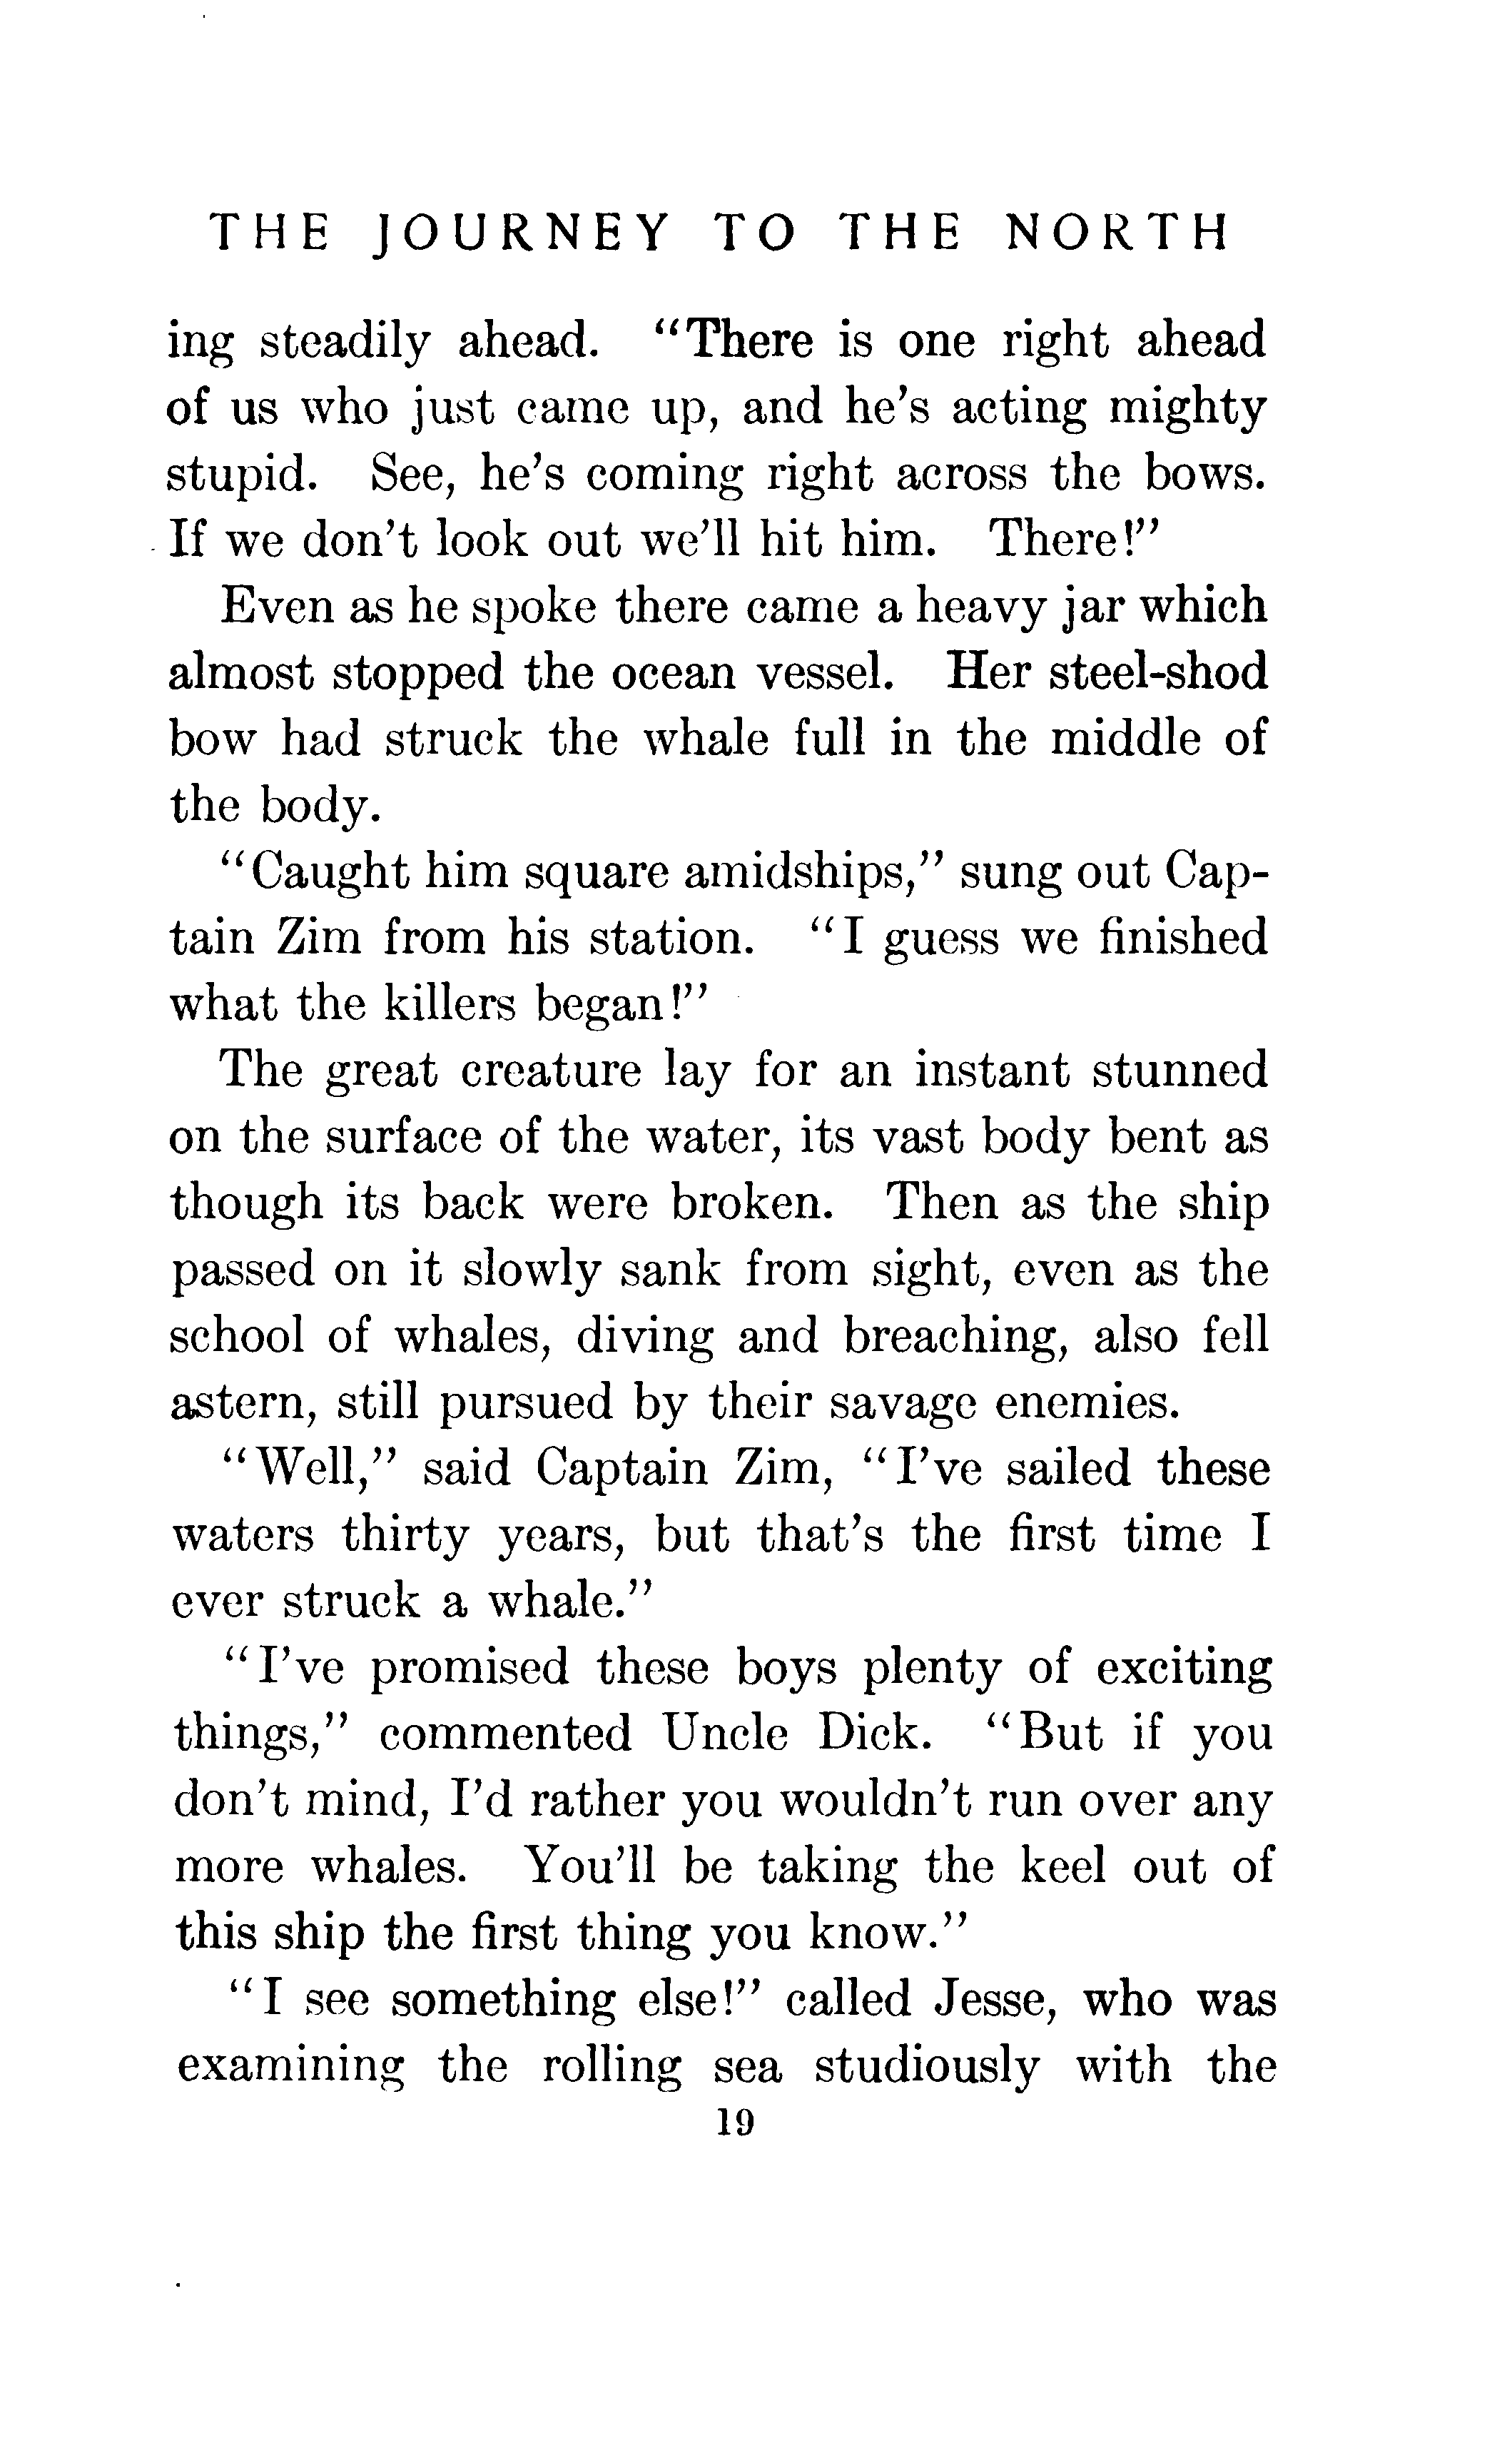 THE JOURNEY TO THE NORTH
ing steadily ahead. "There is one right ahead
of us who just came up, and he's acting mighty
stupid. See, he's coming right across the bows.
If we don't look out we'll hit him. There!"
Even as he spoke there came a heavy jar which
almost stopped the ocean vessel. Her steel-shod
bow had struck the whale full in the middle of
the body.
"Caught him square amidships," sung out Cap-
tain Zim from his station. "I guess we finished
what the killers began!"
The great creature lay for an instant stunned
on the surface of the water, its vast body bent as
though its back were broken. Then as the ship
passed on it slowly sank from sight, even as the
school of whales, diving and breaching, also fell
astern, still pursued by their savage enemies.
"Well," said Captain Zim, "I've sailed these
waters thirty years, but that's the first time I
ever struck a whale."
"I've promised these boys plenty of exciting
things," commented Uncle Dick. "But if you
don't mind, I'd rather you wouldn't run over any
more whales. You'll be taking the keel out of
this ship the first thing you know."
"I see something else!" called Jesse, who was
examining the rolling sea studiously with the
19